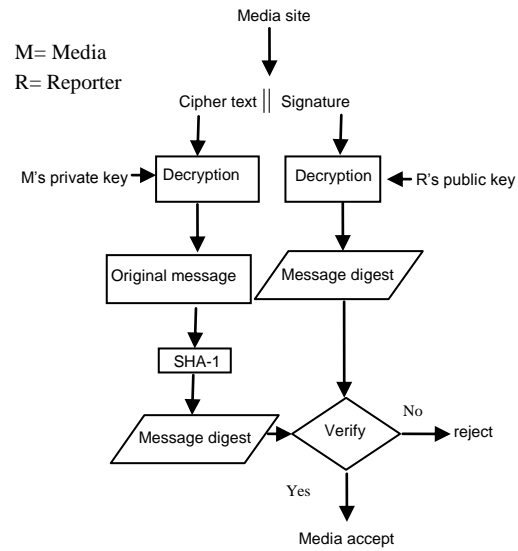 Media site
M= Media
R= Reporter
Cipher text || Signature
M's private key
Decryption
Decryption
R's public key
Original message
Message digest
SHA-1
Message digest
Verify
No
reject
Yes
Media accept